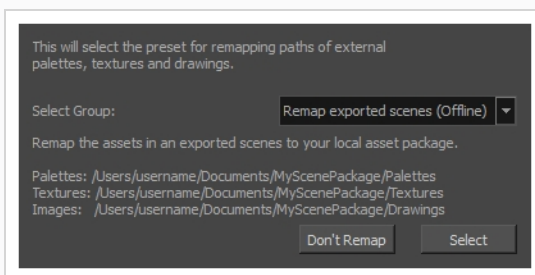 This will select the preset for remapping paths of external
palettes, textures and drawings.
Select Group: Remap exported scenes (Offline)
Remap the assets in an exported scenes to your local asset package.
Palettes: /Users/username/Documents/MyScenePackage/Palettes
Textures: /Users/username/Documents/MyScenePackage/Textures
Images: /Users/username/Documents/MyScenePackage/Drawings
Don't Remap Select